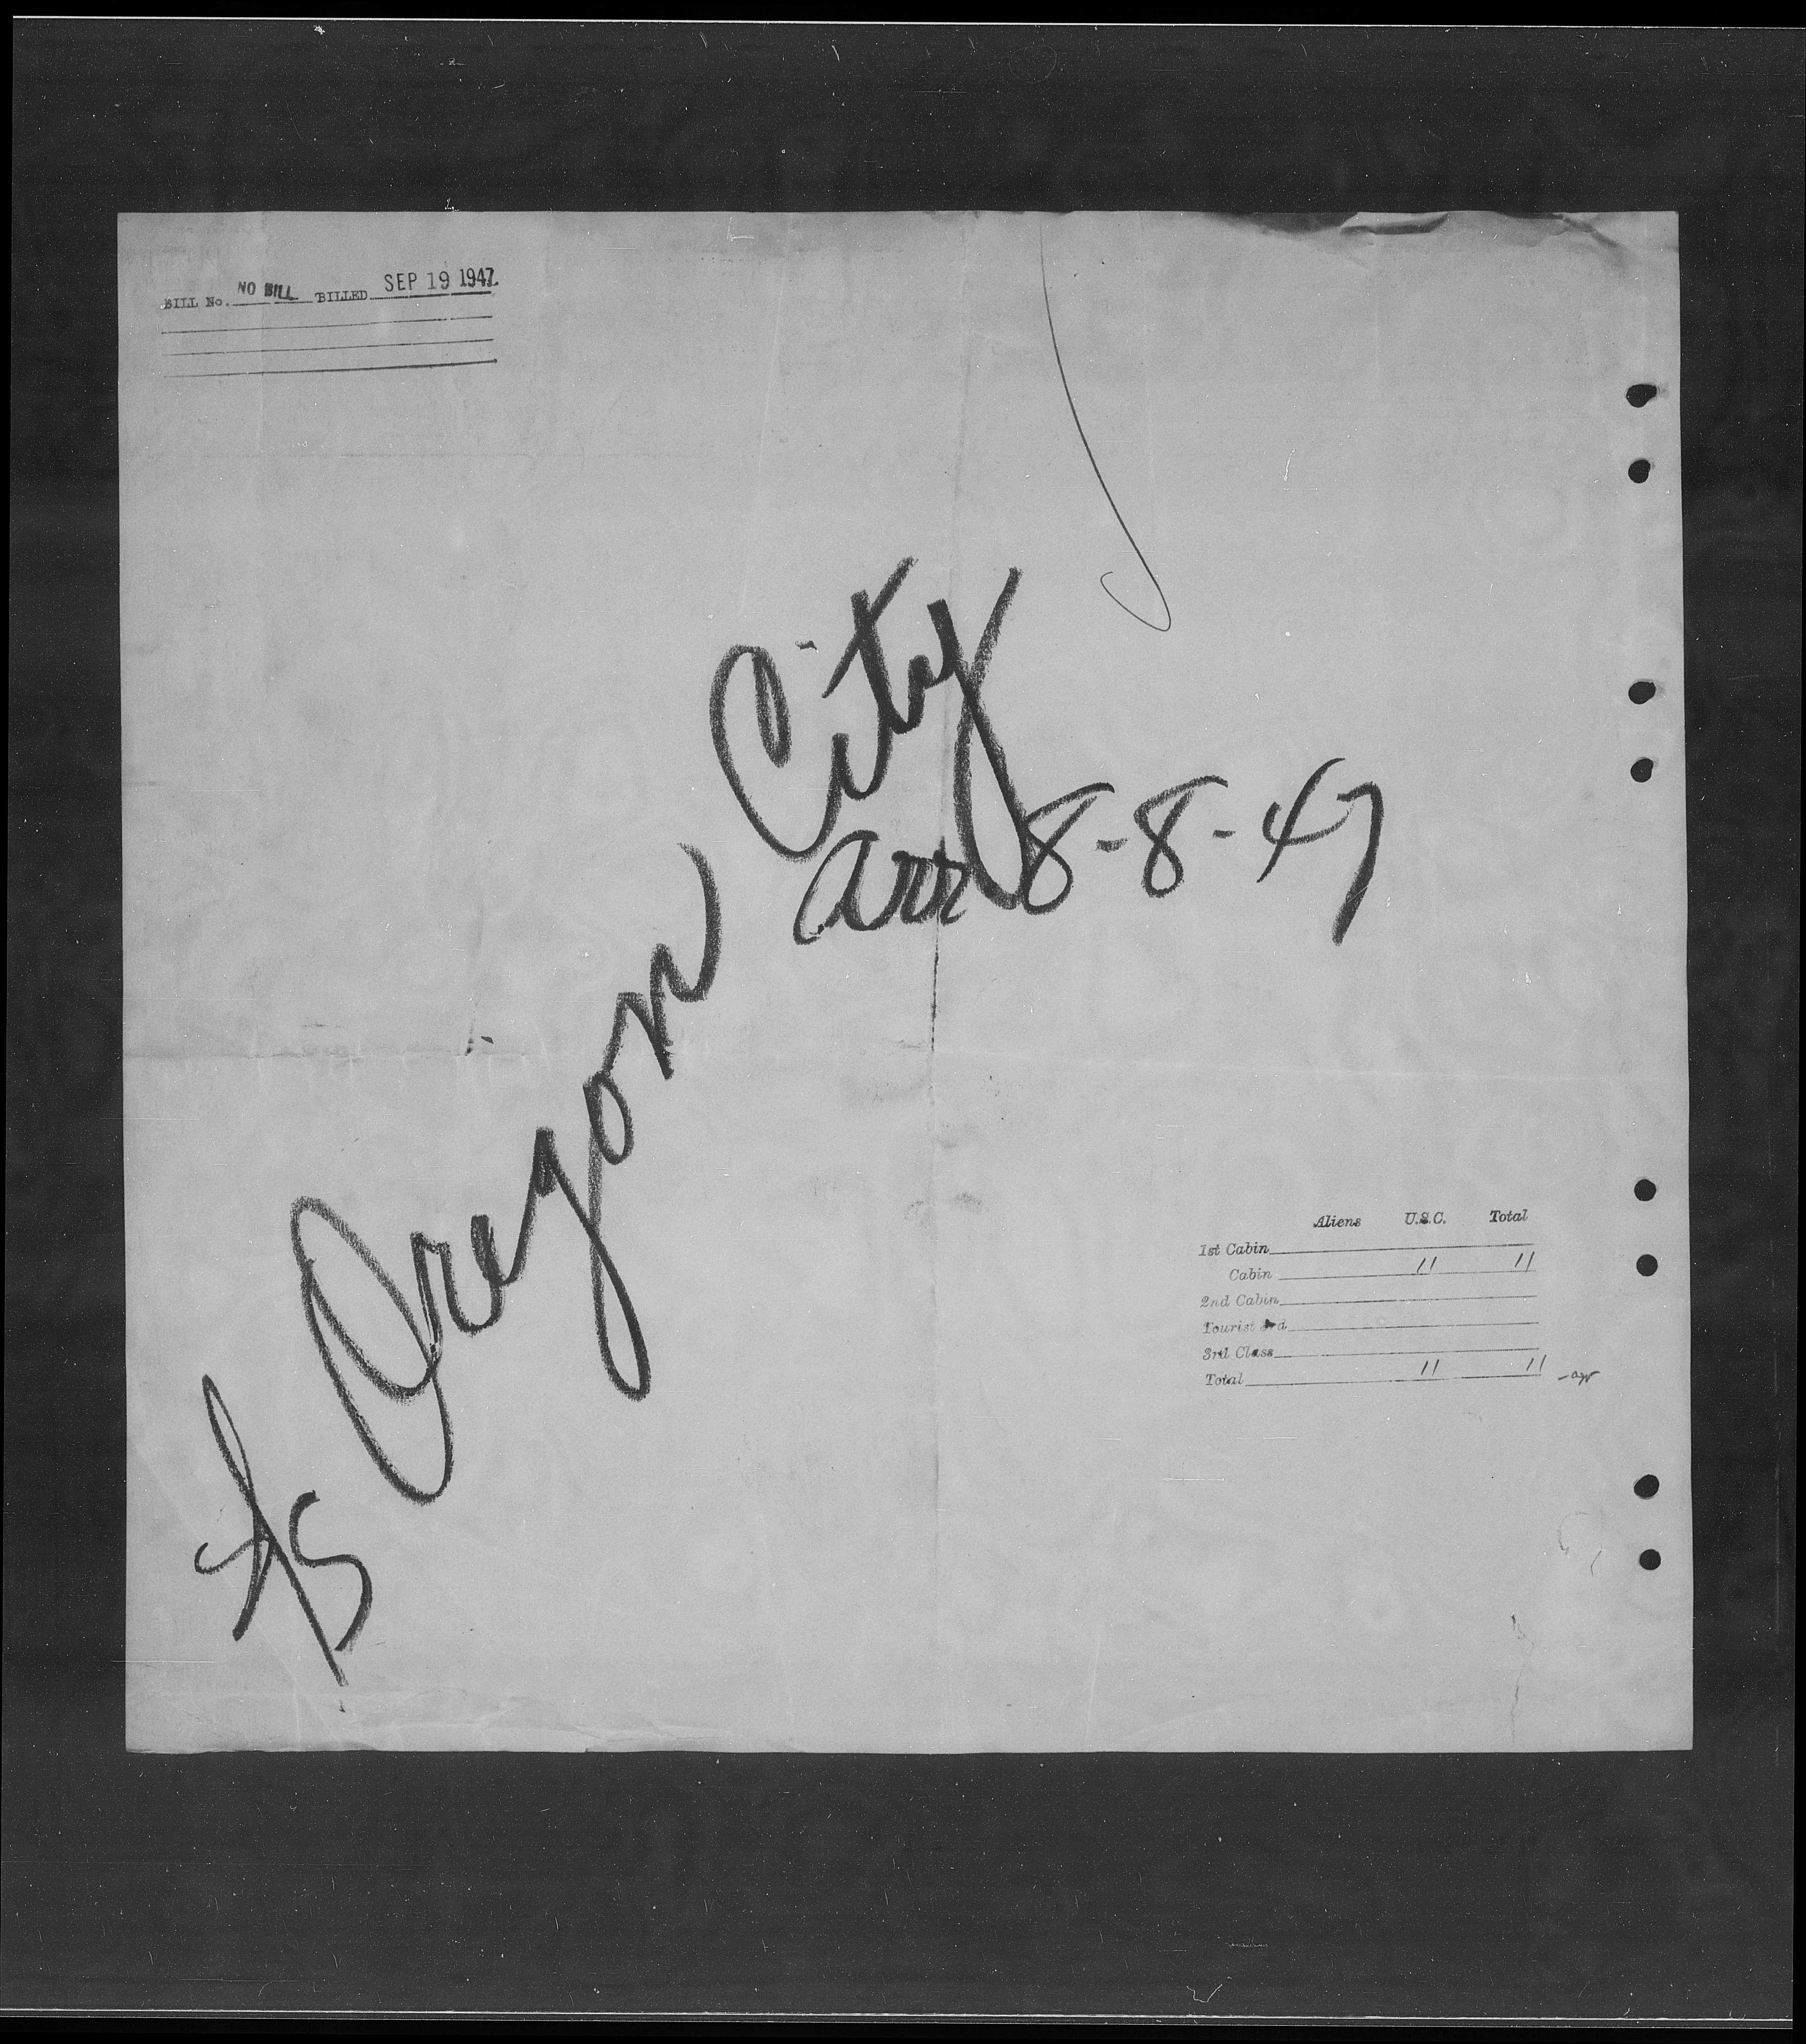 BILL No. NO BILL BILLED SEP 19 1947
Oregon City
arr 8-8-47
Aliens U.S.C. Total
1st Cabin
Cabin 11 11
2nd Cabin
Tourist 3rd
3rd Class
Total 11 11